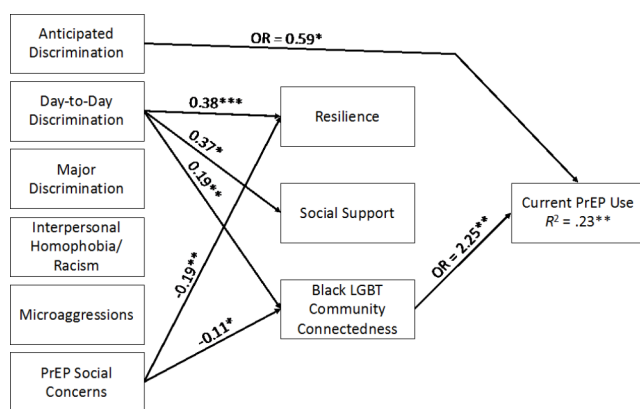 Anticipated
Discrimination
OR = 0.59*
Day-to-Day
Discrimination
0.38***
Resilience
0.37*
0.19**
Major
Discrimination
Social Support
Current PrEP Use
R² = .23**
Interpersonal
Homophobia/
Racism
-0.19**
OR = 2.25**
Microaggressions
Black LGBT
Community
Connectedness
-0.11*
PrEP Social
Concerns